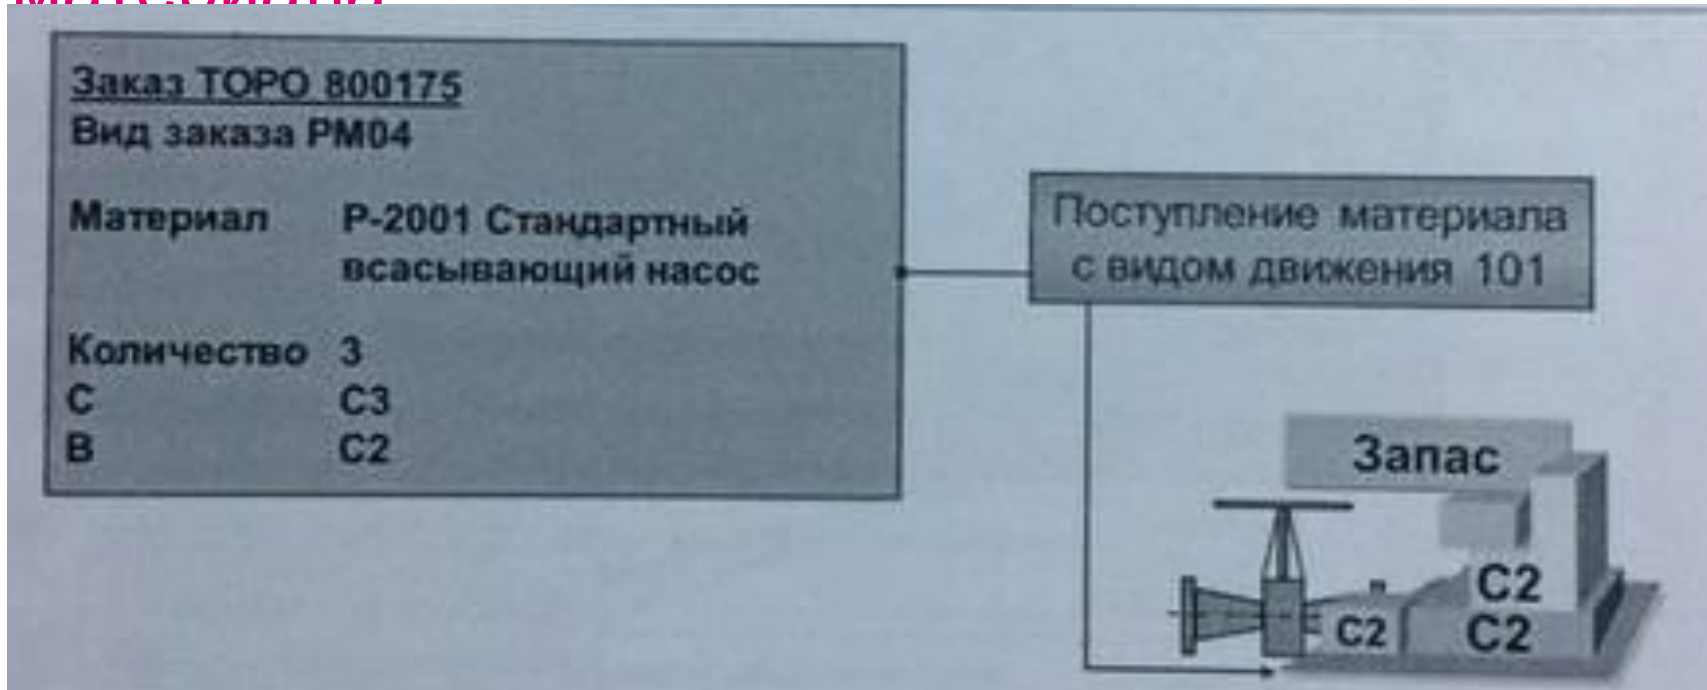 Заказ ТОРО 800175
Вид заказа PM04
Материал P-2001 Стандартный
всасывающий насос
Количество 3
С С3
В С2
Поступление материала
с видом движения 101
Запас
С2
С2 С2